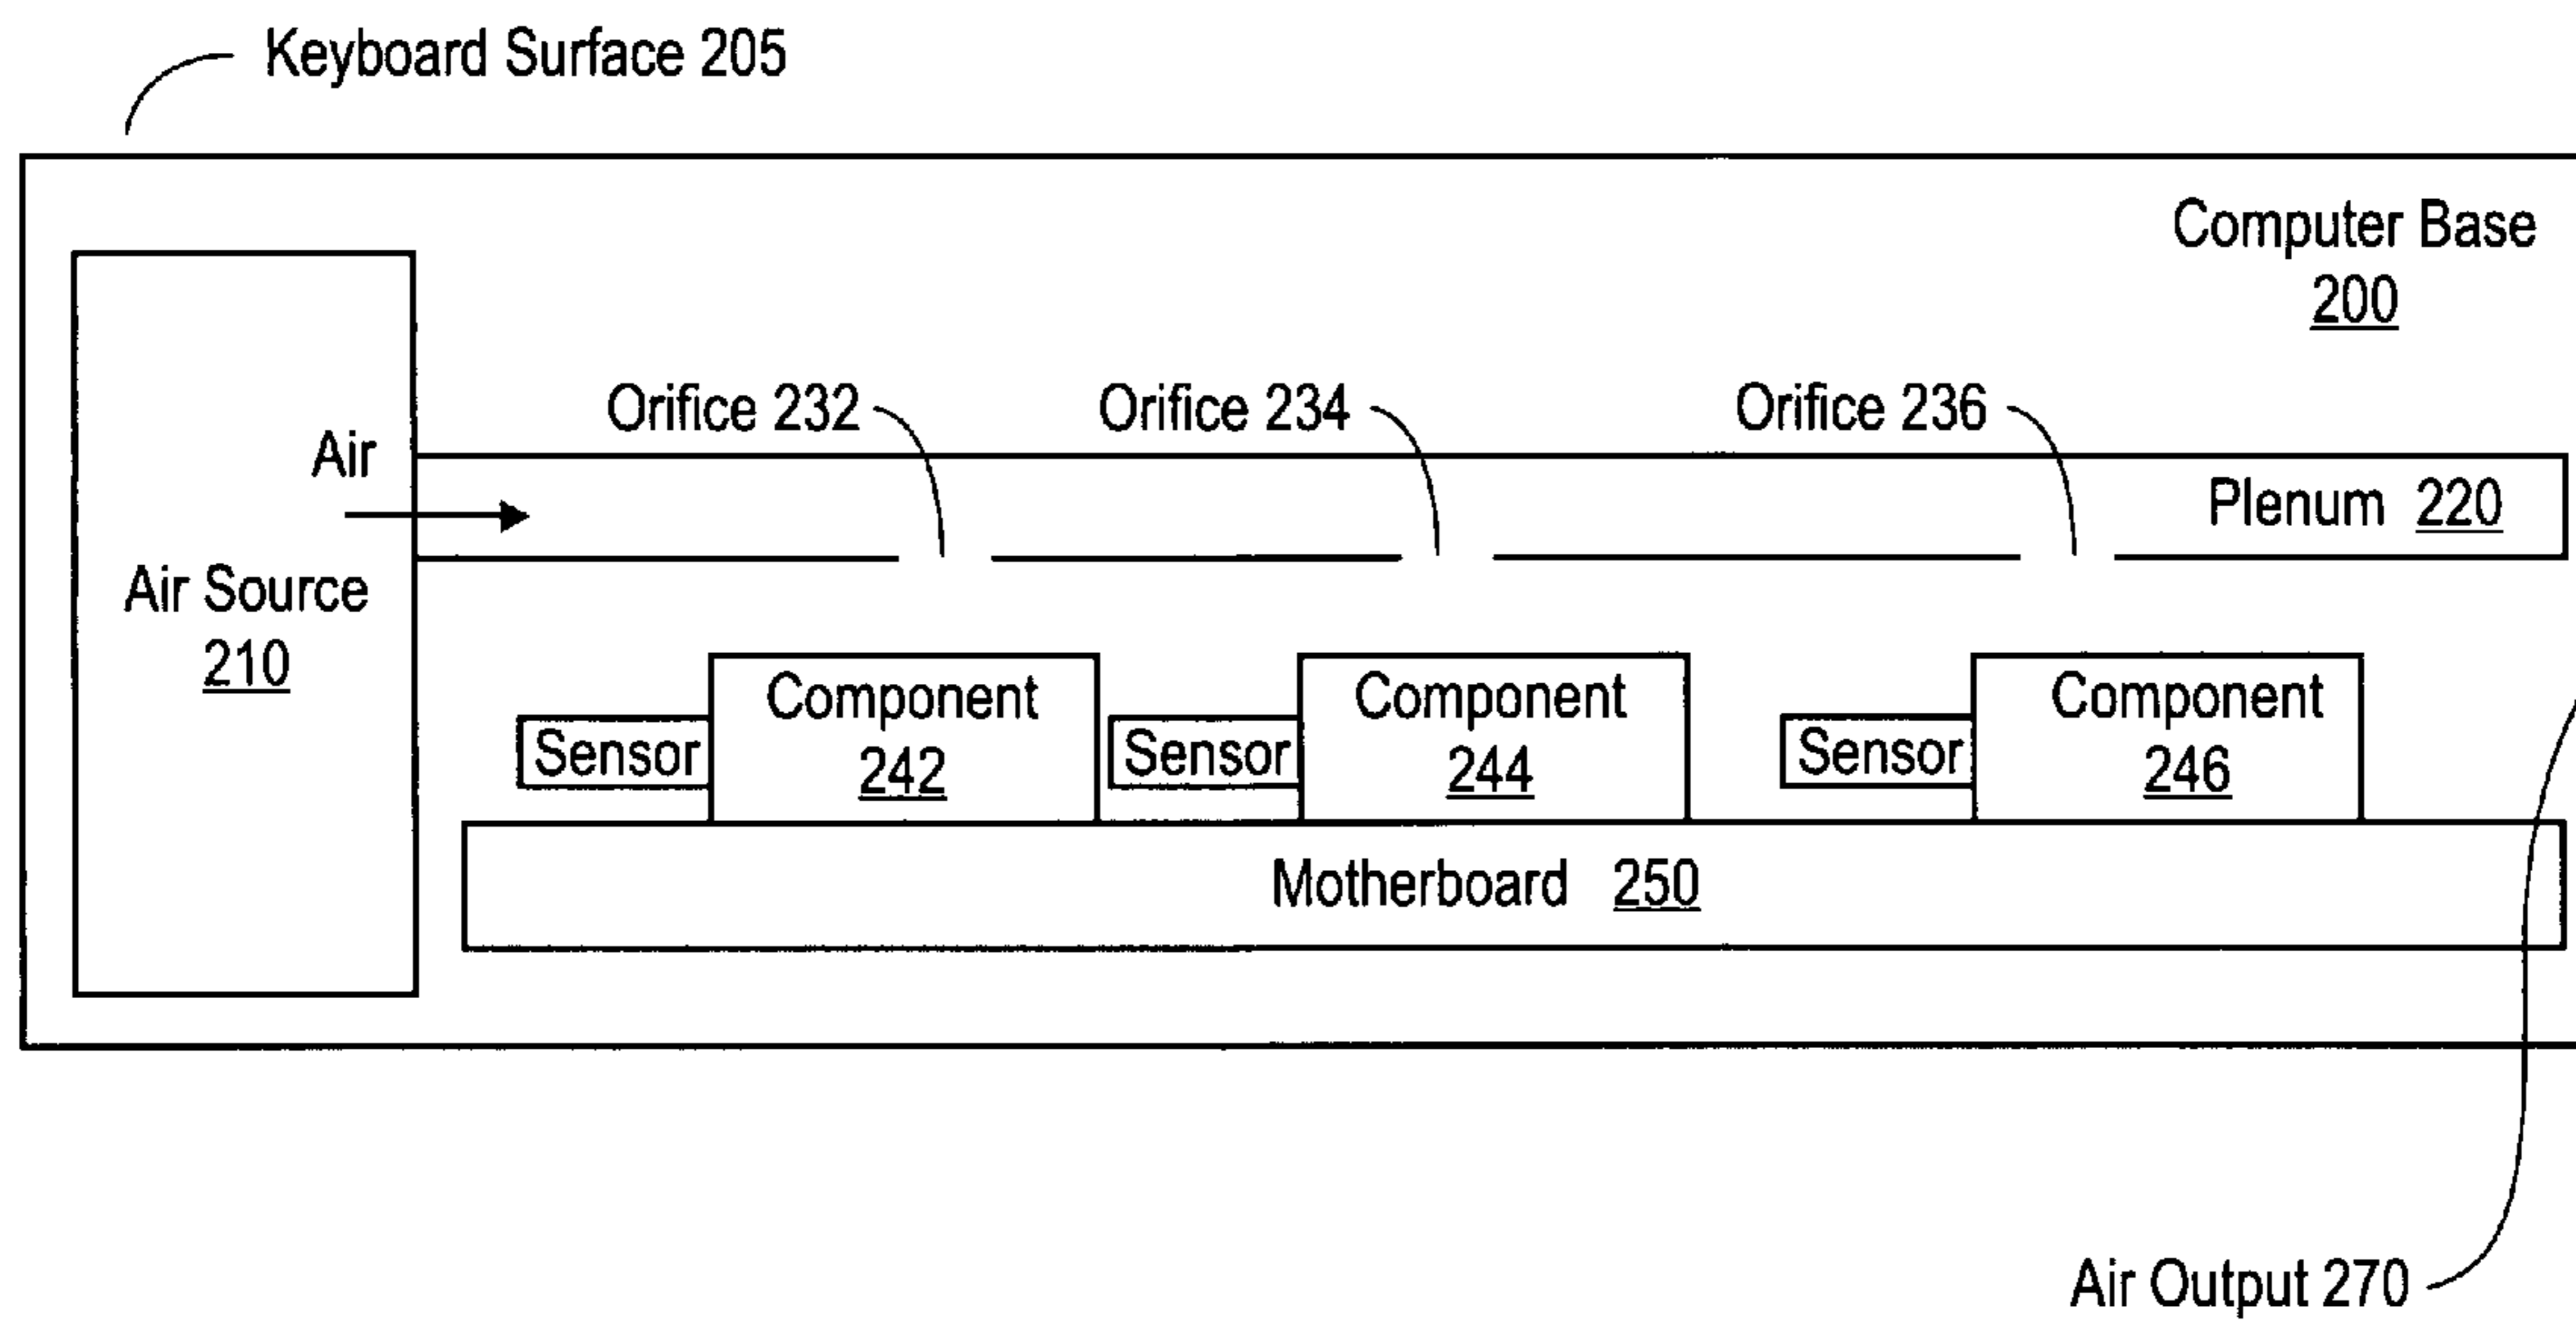 Keyboard Surface 205
Computer Base
200
Orifice 232
Orifice 234
Orifice 236
Air
Plenum 220
Air Source
210
Component
242
Component
244
Component
246
Sensor
Sensor
Sensor
Motherboard 250
Air Output 270